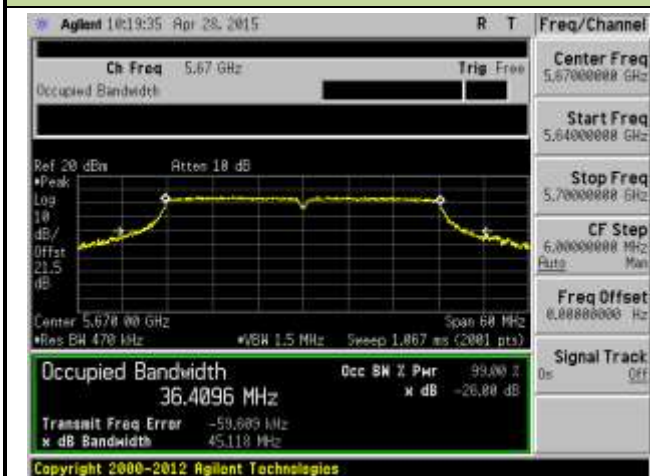 Agilent 10:19:35 Apr 28, 2015 R T
Freq/Channel
Ch Freq 5.67 GHz Trig Free
Occupied Bandwidth
Center Freq
5.67000000 GHz
Start Freq
5.64000000 GHz
Stop Freq
5.70000000 GHz
CF Step
6.00000000 MHz
Auto Man
Freq Offset
0.00000000 Hz
Signal Track
On Off
Ref 20 dBm Atten 10 dB
#Peak
Log
10
dB/
Offst
21.5
dB
Center 5.670 00 GHz Span 60 MHz
#Res BW 470 kHz #VBW 1.5 MHz Sweep 1.067 ms (2001 pts)
Occupied Bandwidth
36.4096 MHz
Occ BW % Pwr 99.00 %
x dB -26.00 dB
Transmit Freq Error -59.609 kHz
x dB Bandwidth 45.118 MHz
Copyright 2000-2012 Agilent Technologies